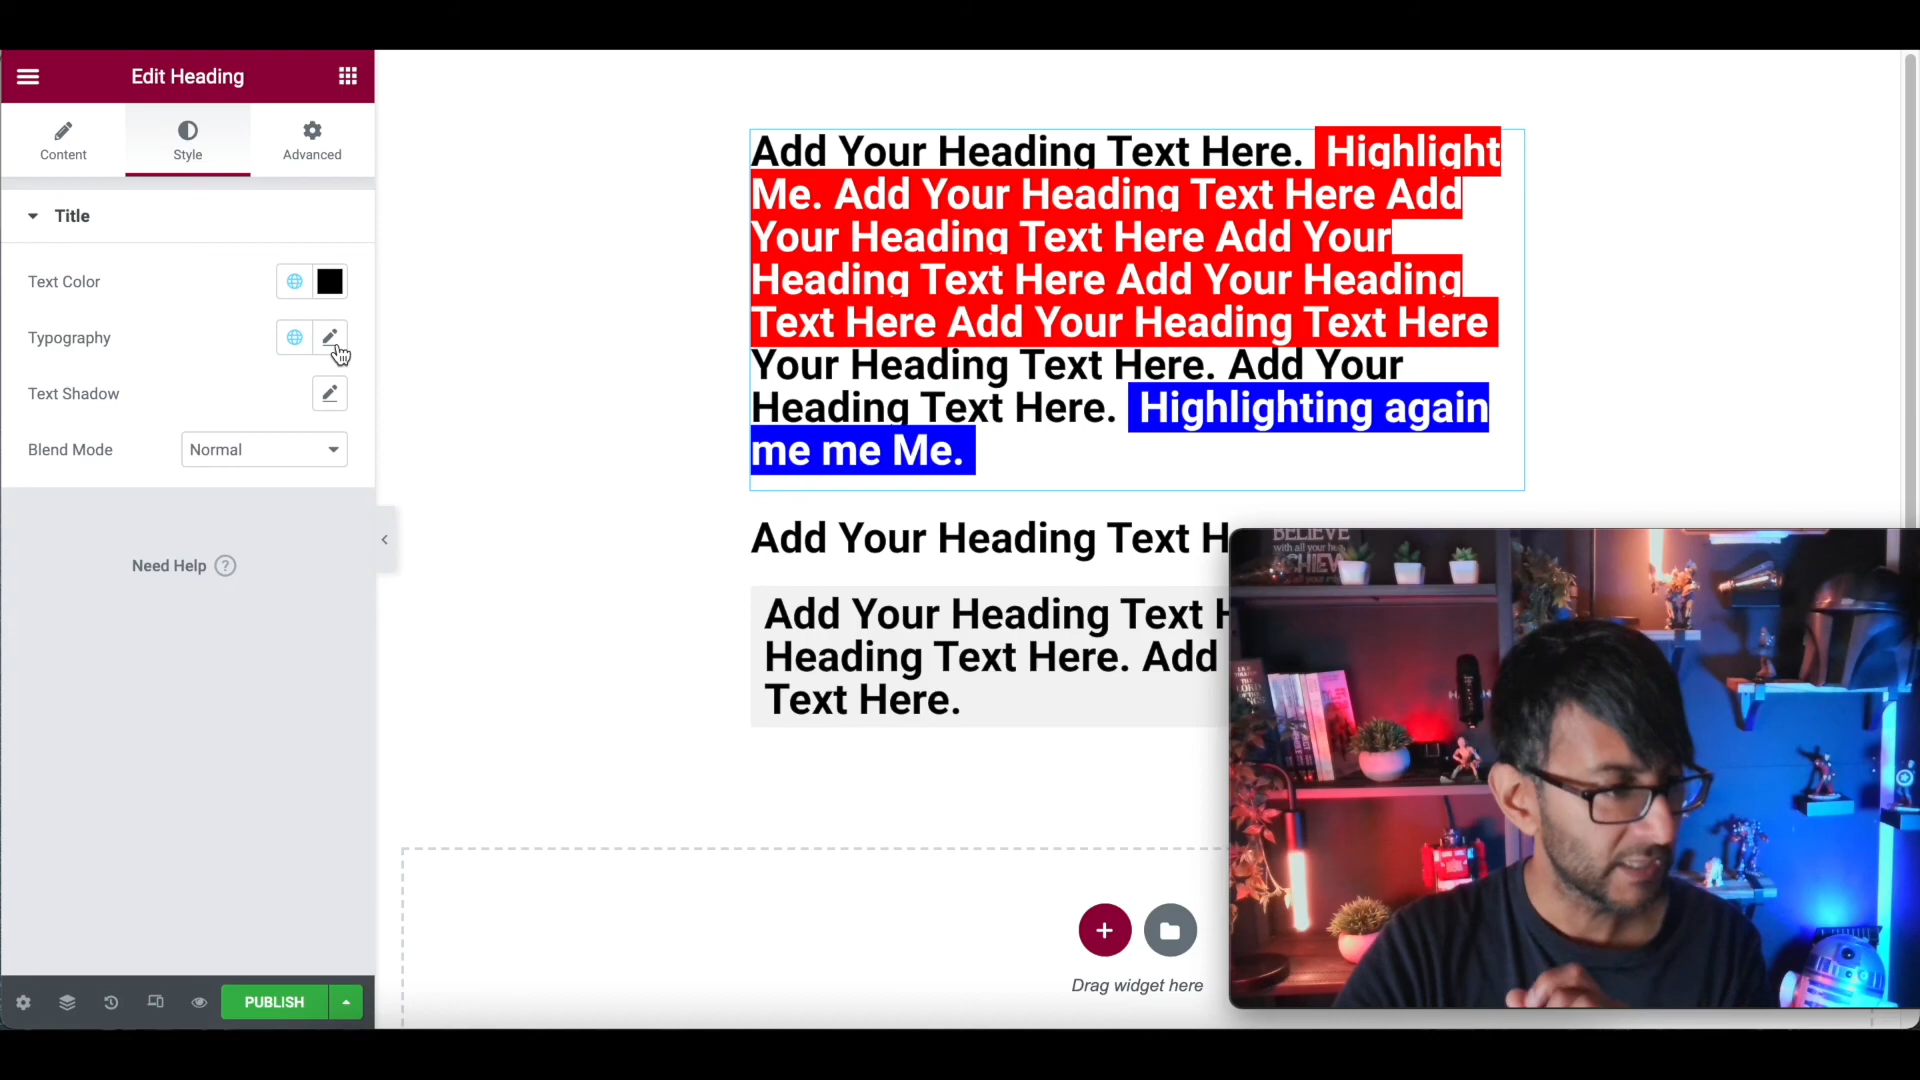 Edit Heading
Content
Style
Advanced
Title
Text Color
Typography
Text Shadow
Blend Mode
Normal
Need Help ?
PUBLISH
Add Your Heading Text Here. Highlight
Me. Add Your Heading Text Here Add
Your Heading Text Here Add Your
Heading Text Here Add Your Heading
Text Here Add Your Heading Text Here
Your Heading Text Here. Add Your
Heading Text Here. Highlighting again
me me Me.
Add Your Heading Text H
Add Your Heading Text H
Heading Text Here. Add
Text Here.
Drag widget here
BELIEVE
with all your
ACHIEV